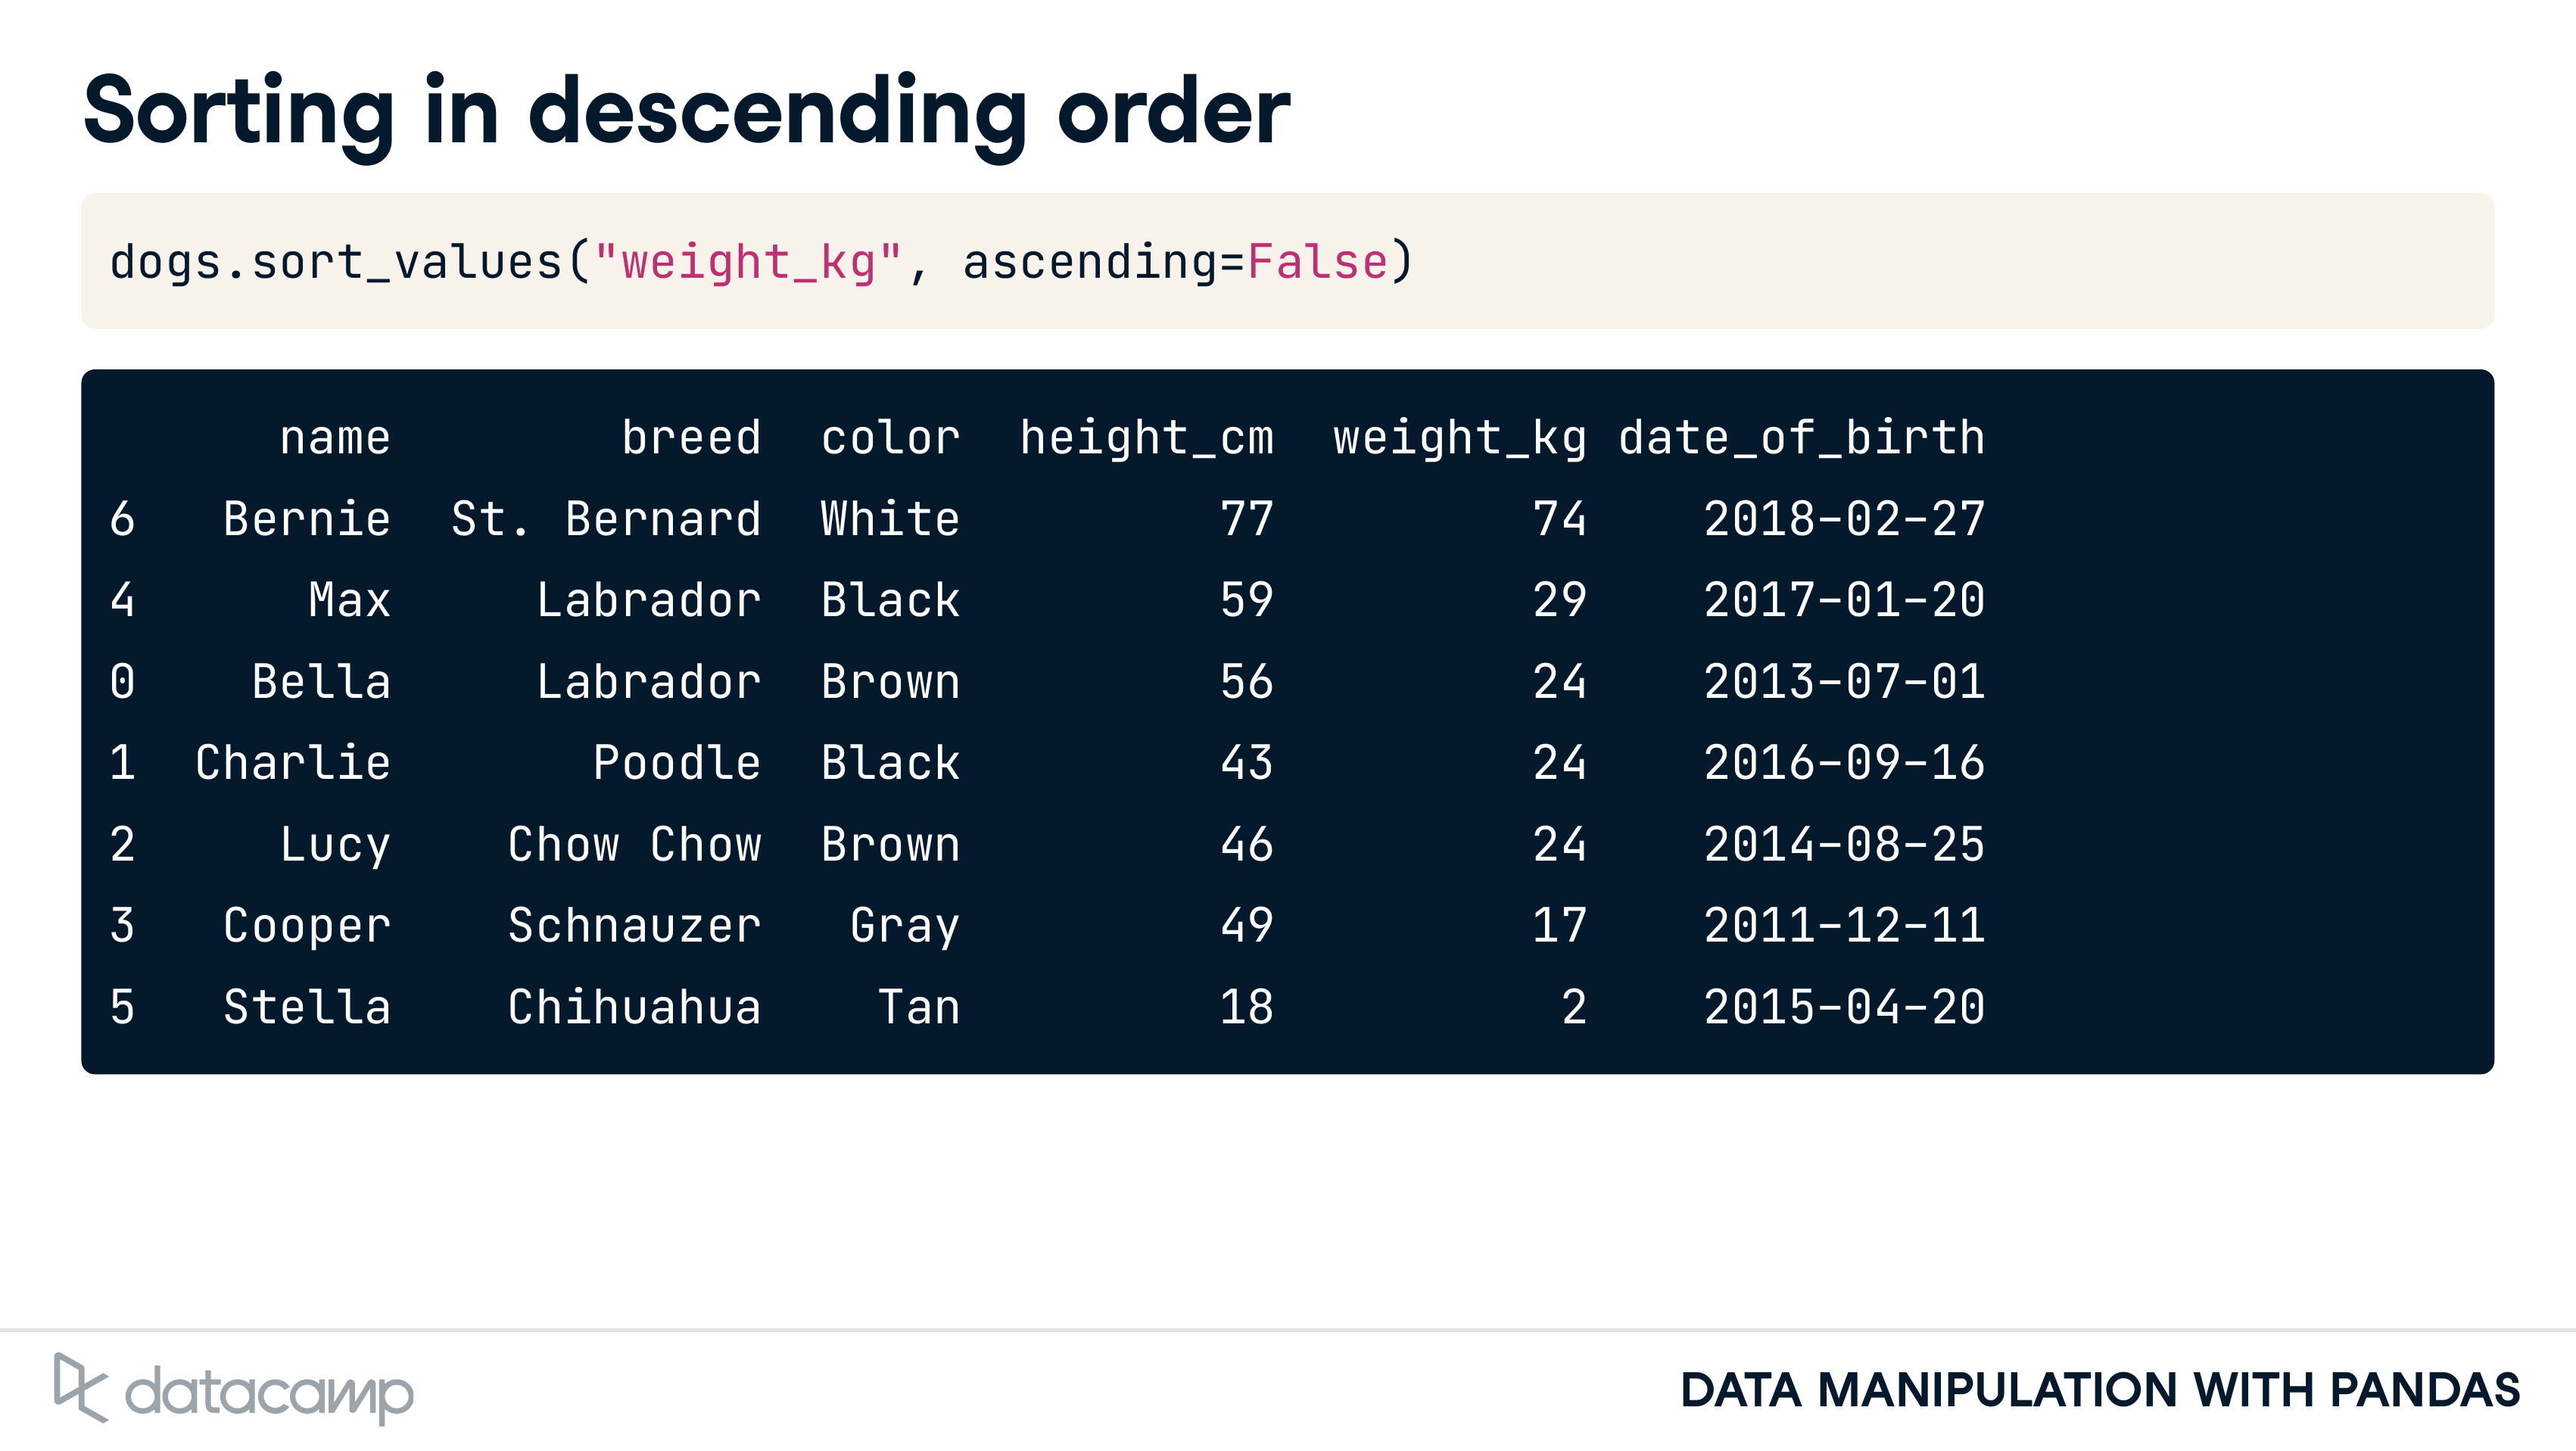 Sorting in descending order
dogs.sort_values("weight_kg", ascending=False)
name breed color height_cm weight_kg date_of_birth
6 Bernie St. Bernard White 77 74 2018-02-27
4 Max Labrador Black 59 29 2017-01-20
0 Bella Labrador Brown 56 24 2013-07-01
1 Charlie Poodle Black 43 24 2016-09-16
2 Lucy Chow Chow Brown 46 24 2014-08-25
3 Cooper Schnauzer Gray 49 17 2011-12-11
5 Stella Chihuahua Tan 18 2 2015-04-20
datacamp
DATA MANIPULATION WITH PANDAS